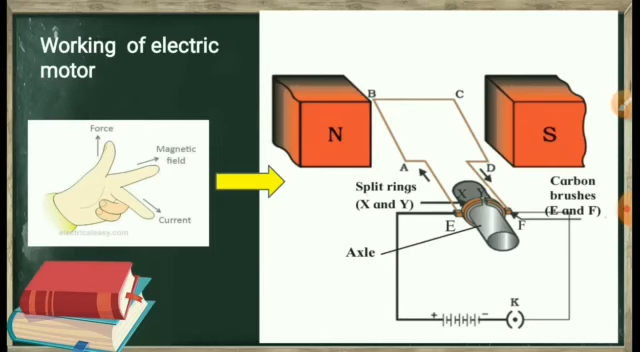 Working of electric
motor
Force
Magnetic
field
Current
electricaleasy.com
N
S
B
C
A
D
Split rings
(X and Y)
X
Y
Carbon
brushes
(E and F)
E
F
Axle
K
+
−